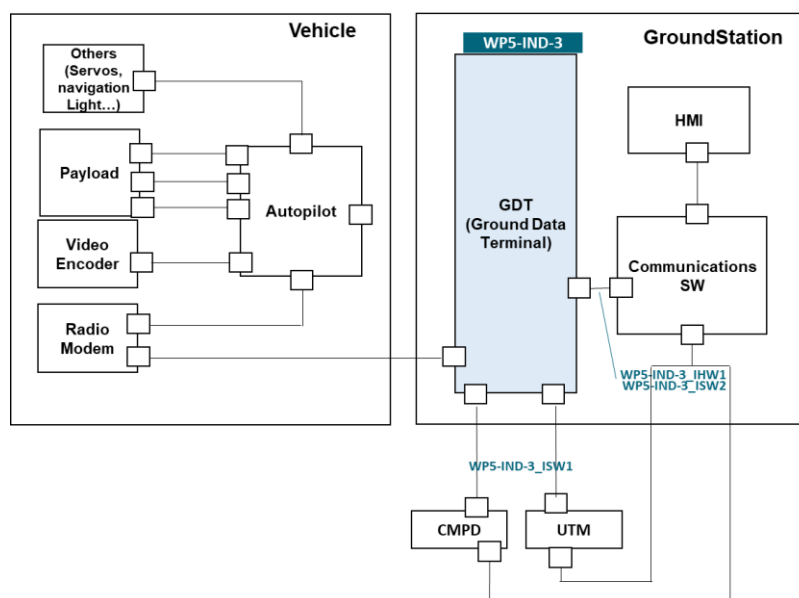 Vehicle
Others
(Servos,
navigation
Light...)
Payload
Autopilot
Video
Encoder
Radio
Modem
WP5-IND-3
GroundStation
GDT
(Ground Data
Terminal)
HMI
Communications
SW
WP5-IND-3_IHW1
WP5-IND-3_ISW2
WP5-IND-3_ISW1
CMPD
UTM